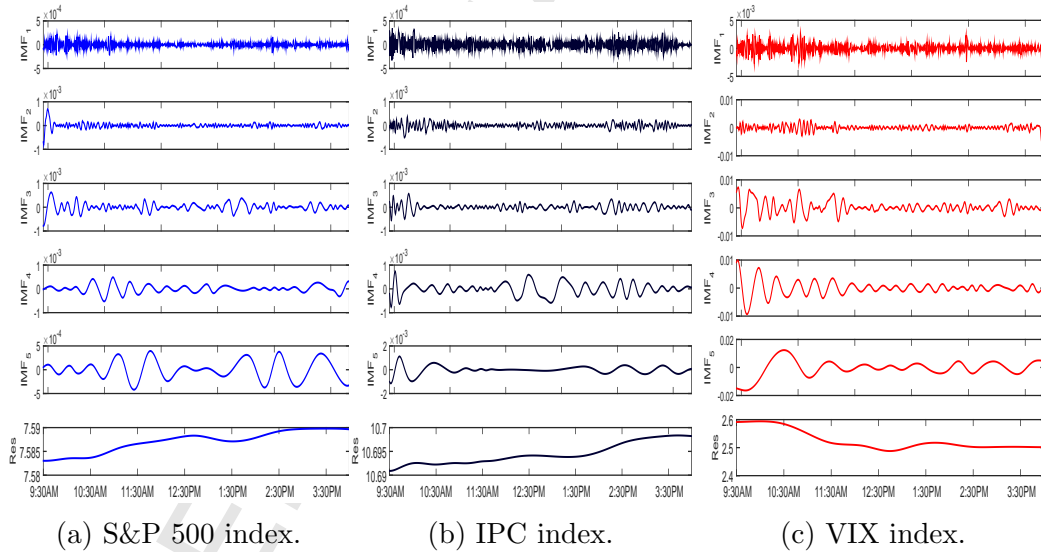 ×10⁻⁴
5
0
-5
IMF₁
×10⁻³
1
0
-1
IMF₂
×10⁻³
1
0
-1
IMF₃
×10⁻³
1
0
-1
IMF₄
×10⁻⁴
5
0
-5
IMF₅
7.59
7.585
7.58
Res
9:30AM 10:30AM 11:30AM 12:30PM 1:30PM 2:30PM 3:30PM
(a) S&P 500 index.
×10⁻⁴
5
0
-5
IMF₁
×10⁻³
1
0
-1
IMF₂
×10⁻³
1
0
-1
IMF₃
×10⁻³
1
0
-1
IMF₄
×10⁻³
2
0
-2
IMF₅
10.7
10.695
10.69
Res
9:30AM 10:30AM 11:30AM 12:30PM 1:30PM 2:30PM 3:30PM
(b) IPC index.
×10⁻³
5
0
-5
IMF₁
0.01
0
-0.01
IMF₂
0.01
0
-0.01
IMF₃
0.01
0
-0.01
IMF₄
0.02
0
-0.02
IMF₅
2.6
2.5
2.4
Res
9:30AM 10:30AM 11:30AM 12:30PM 1:30PM 2:30PM 3:30PM
(c) VIX index.